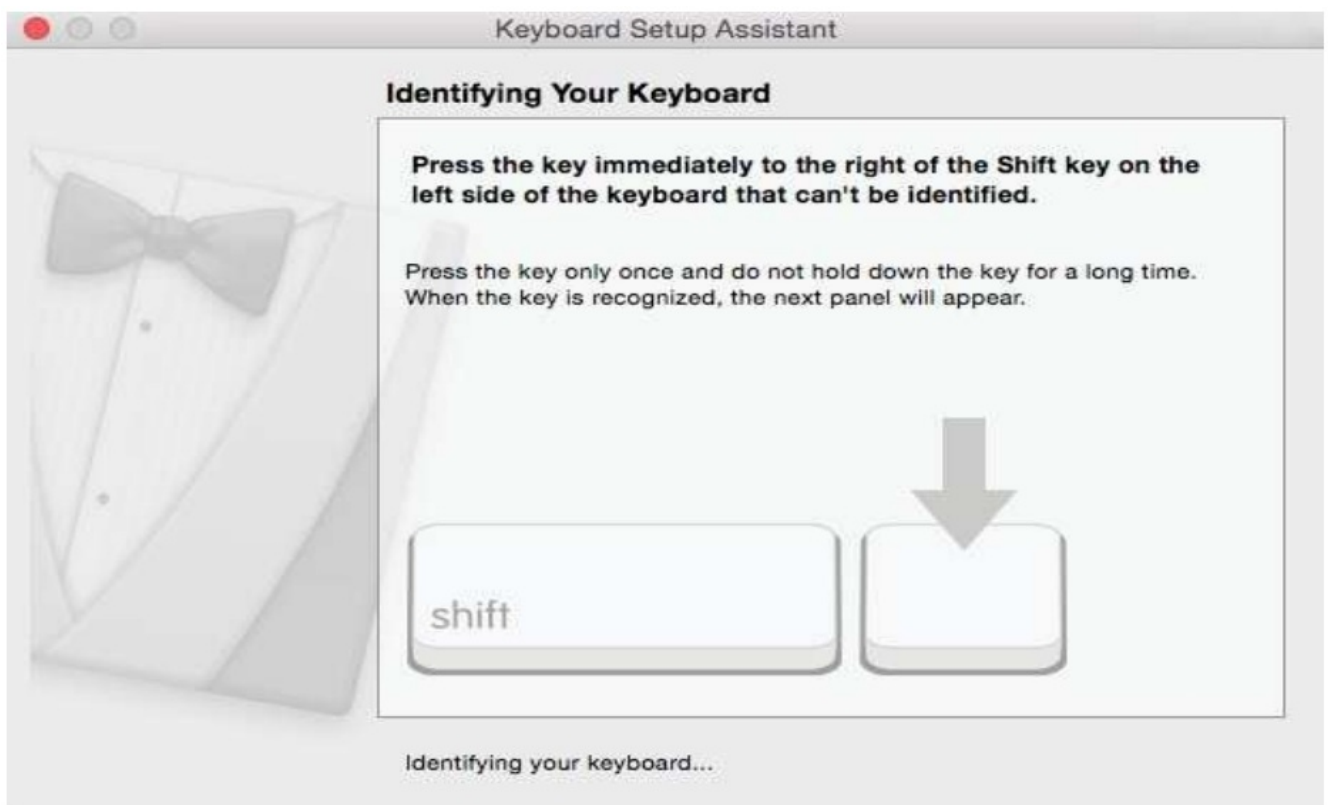 Keyboard Setup Assistant
Identifying Your Keyboard
Press the key immediately to the right of the Shift key on the
left side of the keyboard that can't be identified.
Press the key only once and do not hold down the key for a long time.
When the key is recognized, the next panel will appear.
shift
Identifying your keyboard...